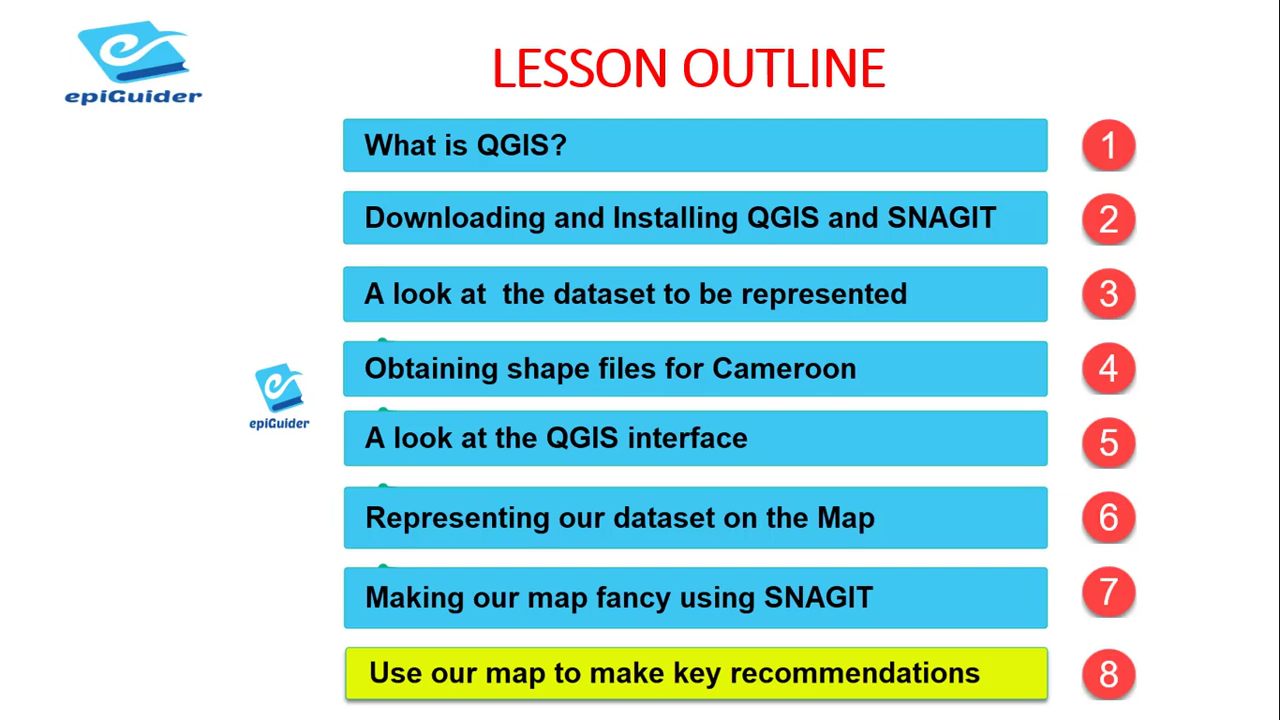 epiGuider
LESSON OUTLINE
What is QGIS? 1
Downloading and Installing QGIS and SNAGIT 2
A look at the dataset to be represented 3
Obtaining shape files for Cameroon 4
epiGuider
A look at the QGIS interface 5
Representing our dataset on the Map 6
Making our map fancy using SNAGIT 7
Use our map to make key recommendations 8